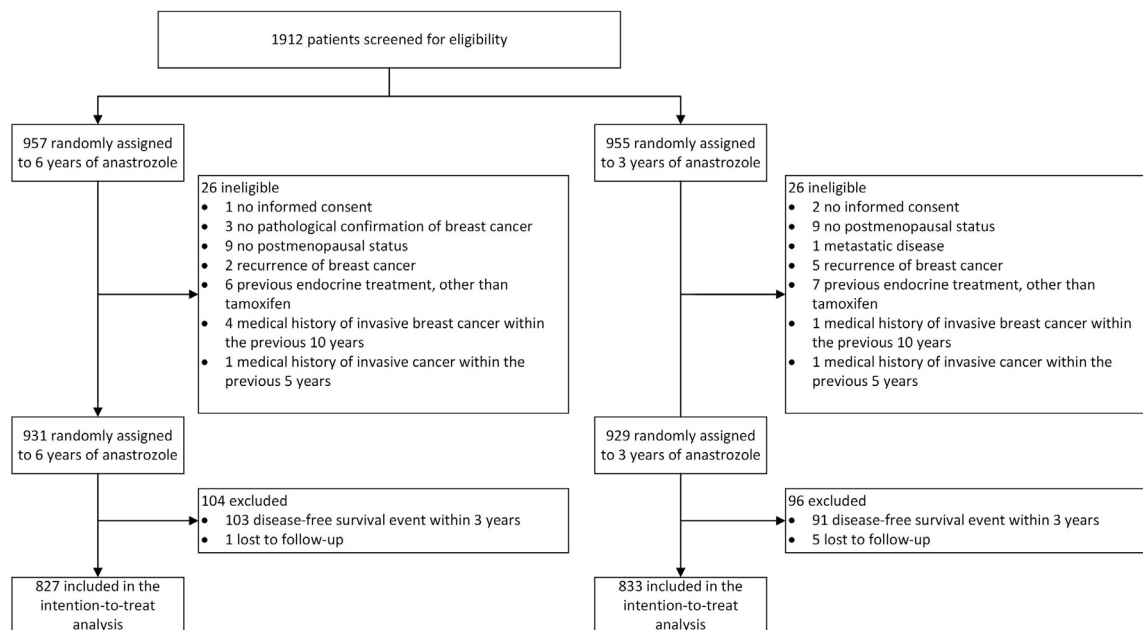 1912 patients screened for eligibility
957 randomly assigned
to 6 years of anastrozole
955 randomly assigned
to 3 years of anastrozole
26 ineligible
• 1 no informed consent
• 3 no pathological confirmation of breast cancer
• 9 no postmenopausal status
• 2 recurrence of breast cancer
• 6 previous endocrine treatment, other than
tamoxifen
• 4 medical history of invasive breast cancer within
the previous 10 years
• 1 medical history of invasive cancer within the
previous 5 years
26 ineligible
• 2 no informed consent
• 9 no postmenopausal status
• 1 metastatic disease
• 5 recurrence of breast cancer
• 7 previous endocrine treatment, other than
tamoxifen
• 1 medical history of invasive breast cancer within
the previous 10 years
• 1 medical history of invasive cancer within the
previous 5 years
931 randomly assigned
to 6 years of anastrozole
929 randomly assigned
to 3 years of anastrozole
104 excluded
• 103 disease-free survival event within 3 years
• 1 lost to follow-up
96 excluded
• 91 disease-free survival event within 3 years
• 5 lost to follow-up
827 included in the
intention-to-treat
analysis
833 included in the
intention-to-treat
analysis